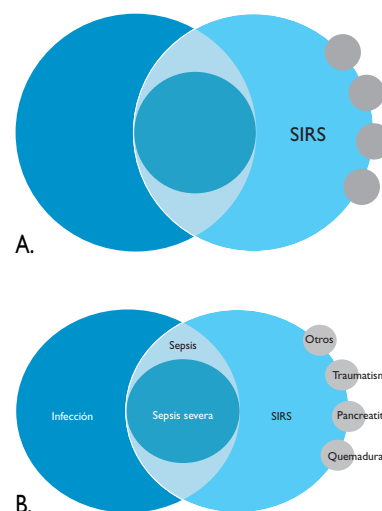 SIRS
A.
Otros
Sepsis
Traumatism
Pancreatit
Infección
Sepsis severa
SIRS
Quemadura
B.